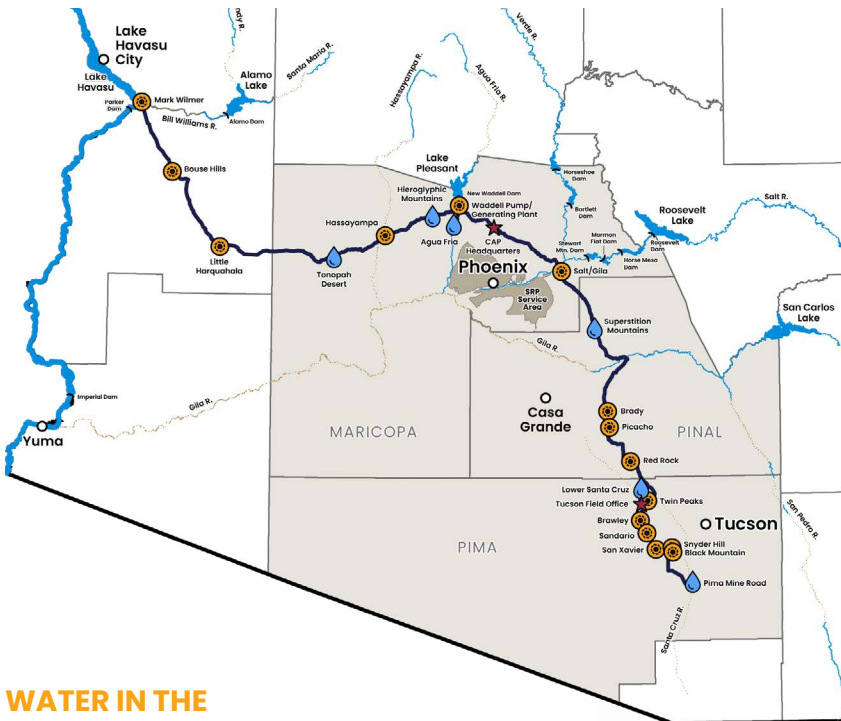 Lake
Havasu
City
Lake
Havasu
Parker
Dam
Mark Wilmer
Bill Williams R.
Alamo Dam
Alamo
Lake
Santa Maria R.
ndy R.
Bouse Hills
Little
Harquahala
Tonopah
Desert
Hassayampa
Hassayampa R.
Agua Fria R.
Verde R.
Lake
Pleasant
Hieroglyphic
Mountains
New Waddell Dam
Waddell Pump/
Generating Plant
Agua Fria
CAP
Headquarters
Phoenix
SRP
Service
Area
Salt/Gila
Horseshoe
Dam
Bartlett
Dam
Stewart
Mtn. Dam
Mormon
Flat Dam
Horse Mesa
Dam
Roosevelt
Dam
Roosevelt
Lake
Salt R.
San Carlos
Lake
Superstition
Mountains
Gila R.
Gila R.
Imperial Dam
Yuma
MARICOPA
Casa
Grande
Brady
Picacho
PINAL
Red Rock
Lower Santa Cruz
Twin Peaks
Tucson Field Office
Brawley
Tucson
Sandario
Snyder Hill
San Xavier
Black Mountain
PIMA
Pima Mine Road
San Pedro R.
Santa Cruz R.
WATER IN THE